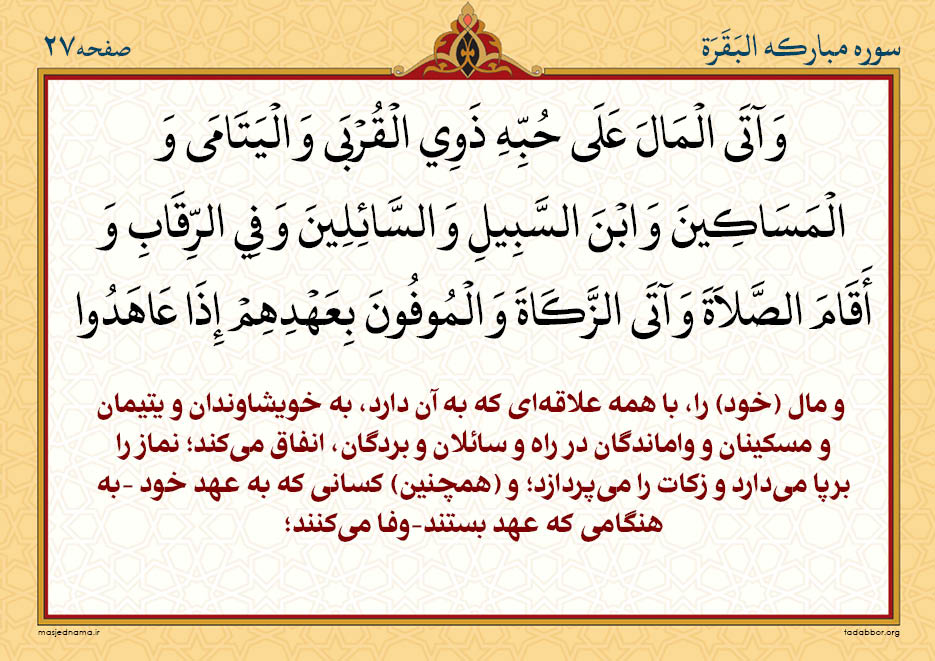 سوره مبارکه البَقَرَة
صفحه۲۷
وَ آتَى الْمَالَ عَلَى حُبِّهِ ذَوِي الْقُرْبَى وَ الْيَتَامَى وَ
الْمَسَاكِينَ وَ ابْنَ السَّبِيلِ وَ السَّائِلِينَ وَ فِي الرِّقَابِ وَ
أَقَامَ الصَّلاَةَ وَ آتَى الزَّكَاةَ وَ الْمُوفُونَ بِعَهْدِهِمْ إِذَا عَاهَدُوا
و مال (خود) را، با همه علاقه‌ای که به آن دارد، به خویشاوندان و یتیمان
و مسکینان و واماندگان در راه و سائلان و بردگان، انفاق می‌کند؛ نماز را
برپا می‌دارد و زکات را می‌پردازد؛ و (همچنین) کسانی که به عهد خود -به
هنگامی که عهد بستند-وفا می‌کنند؛
masjednama.ir
tadabbor.org